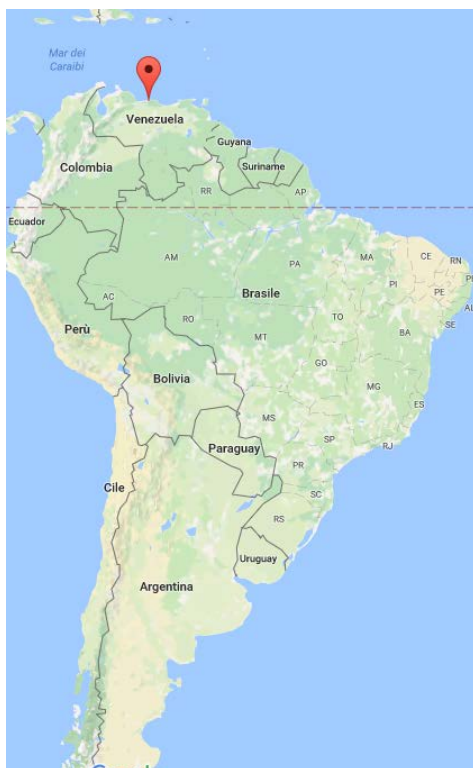 Mar dei
Caraibi
Venezuela
Guyana
Suriname
Colombia
RR
AP
Ecuador
AM
PA
MA
CE
RN
PI
PE
AC
Brasile
TO
AL
RO
SE
Perù
MT
BA
GO
Bolivia
MG
MS
ES
SP
Paraguay
RJ
PR
Cile
SC
RS
Uruguay
Argentina